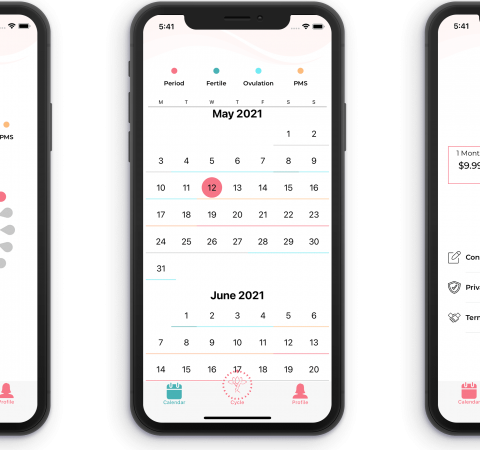 PMS
Profile
5:41
Period Fertile Ovulation PMS
M T W T F S S
May 2021
1 2
3 4 5 6 7 8 9
10 11 12 13 14 15 16
17 18 19 20 21 22 23
24 25 26 27 28 29 30
31
June 2021
1 2 3 4 5 6
7 8 9 10 11 12 13
14 15 16 17 18 19 20
Calendar Cycle Profile
5:41
1 Mont
$9.99
Con
Priva
Term
Calendar